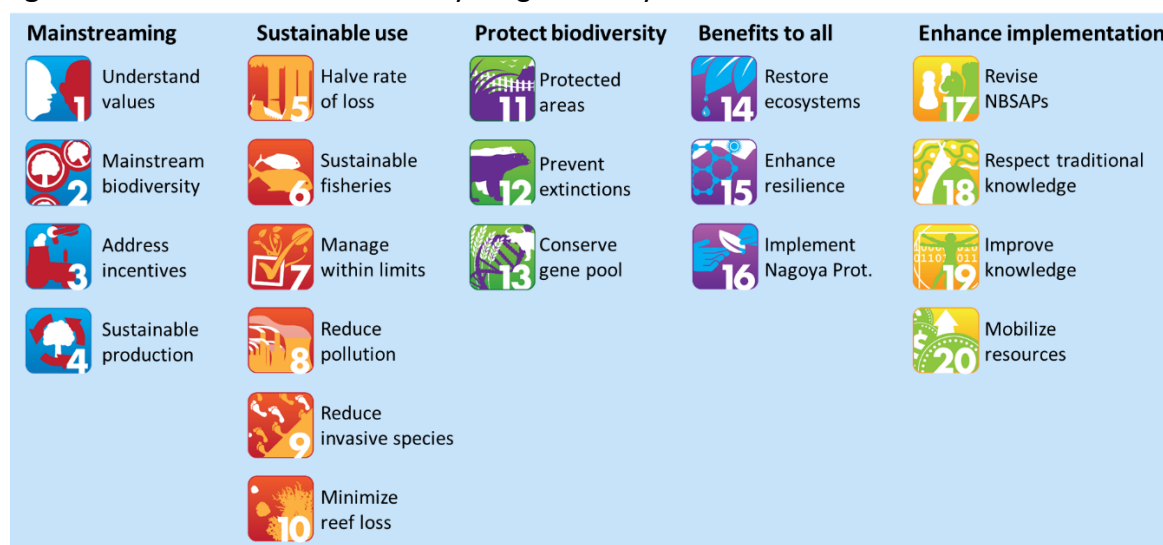 Mainstreaming
1
Understand
values
2
Mainstream
biodiversity
3
Address
incentives
4
Sustainable
production
Sustainable use
5
Halve rate
of loss
6
Sustainable
fisheries
7
Manage
within limits
8
Reduce
pollution
9
Reduce
invasive species
10
Minimize
reef loss
Protect biodiversity
11
Protected
areas
12
Prevent
extinctions
13
Conserve
gene pool
Benefits to all
14
Restore
ecosystems
15
Enhance
resilience
16
Implement
Nagoya Prot.
Enhance implementation
17
Revise
NBSAPs
18
Respect traditional
knowledge
19
Improve
knowledge
20
Mobilize
resources